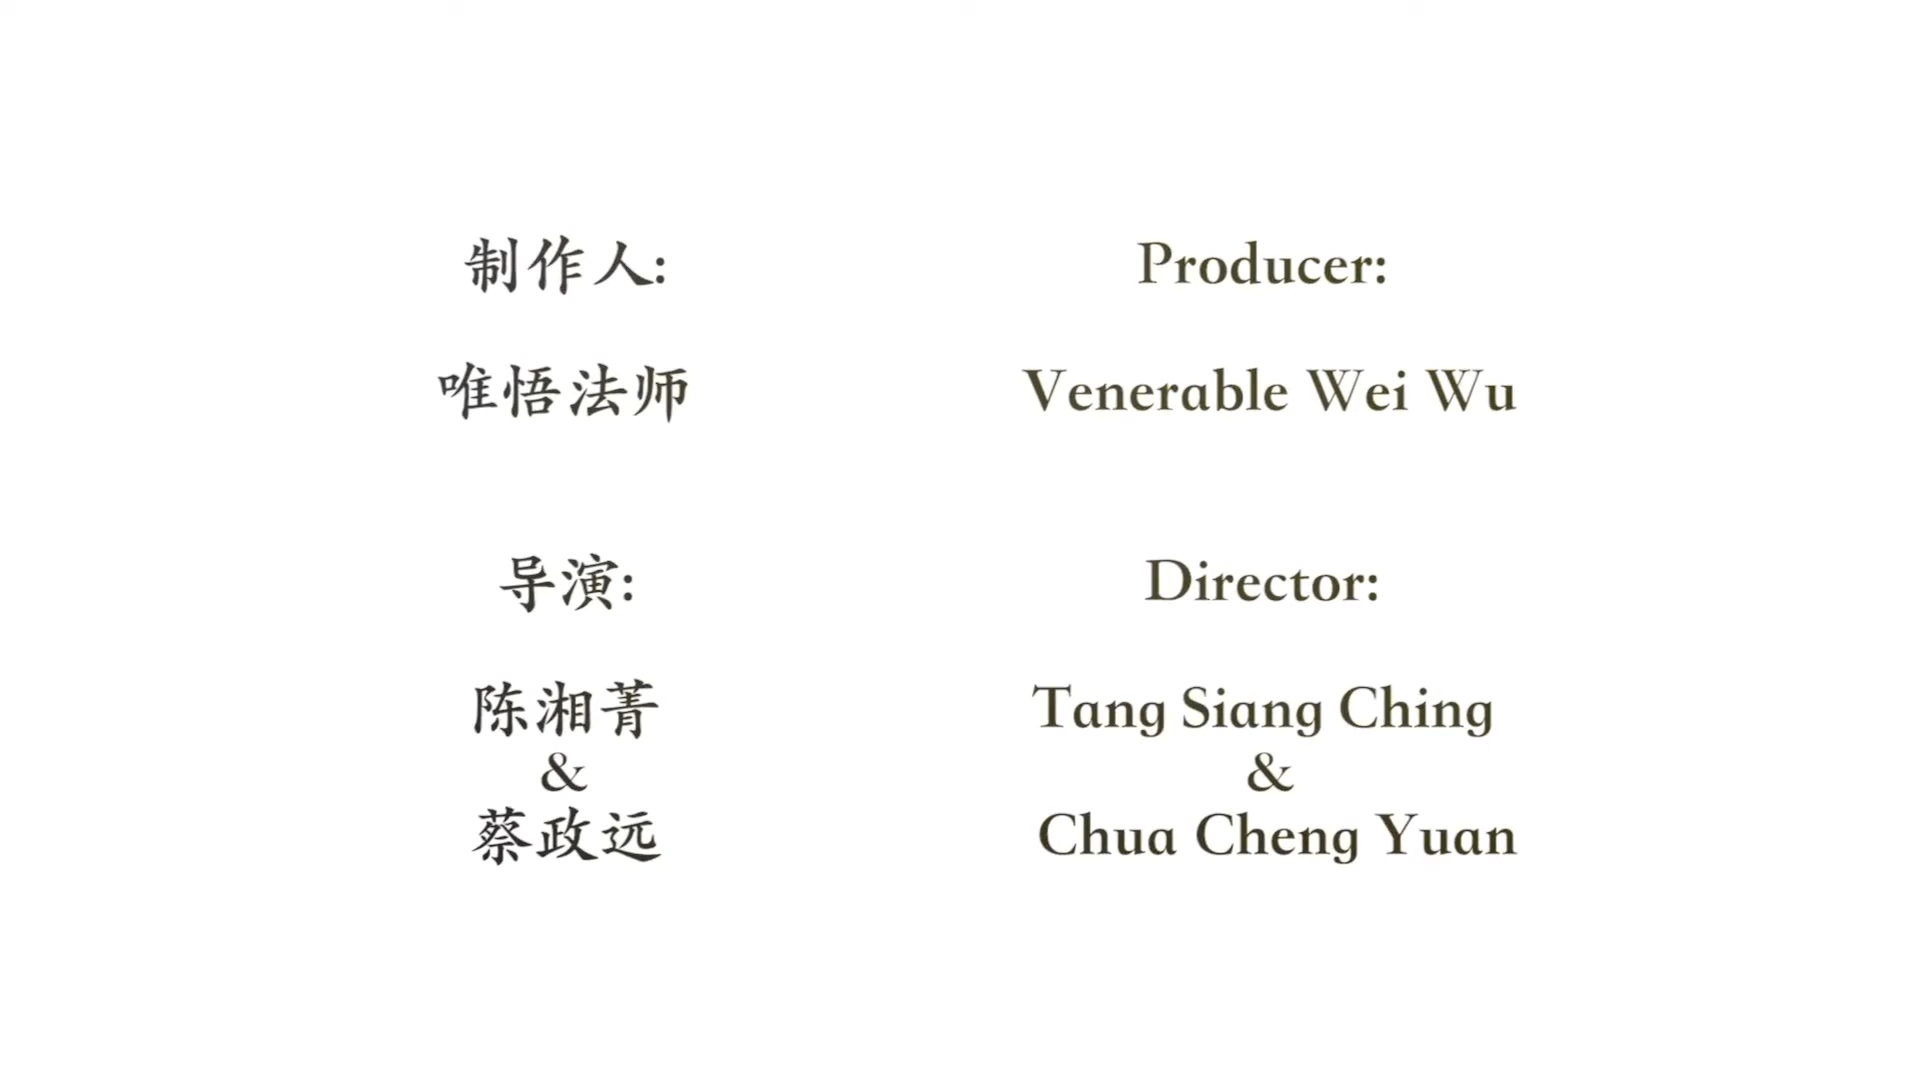 制作人:
唯悟法师
导演:
陈湘菁
&
蔡政远
Producer:
Venerable Wei Wu
Director:
Tang Siang Ching
&
Chua Cheng Yuan